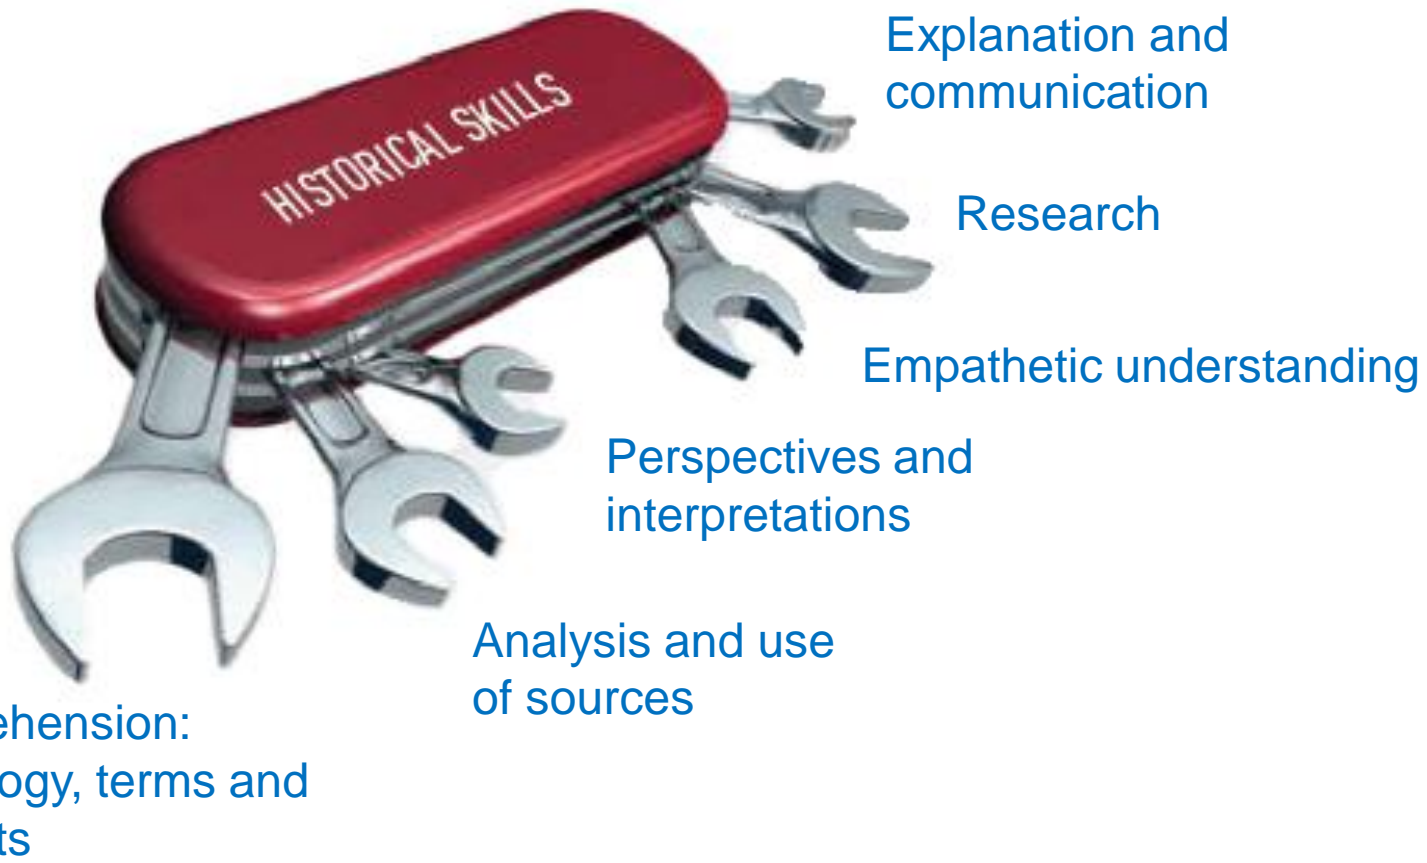 HISTORICAL SKILLS
Explanation and
communication
Research
Empathetic understanding
Perspectives and
interpretations
Analysis and use
of sources
ehension:
ogy, terms and
ts